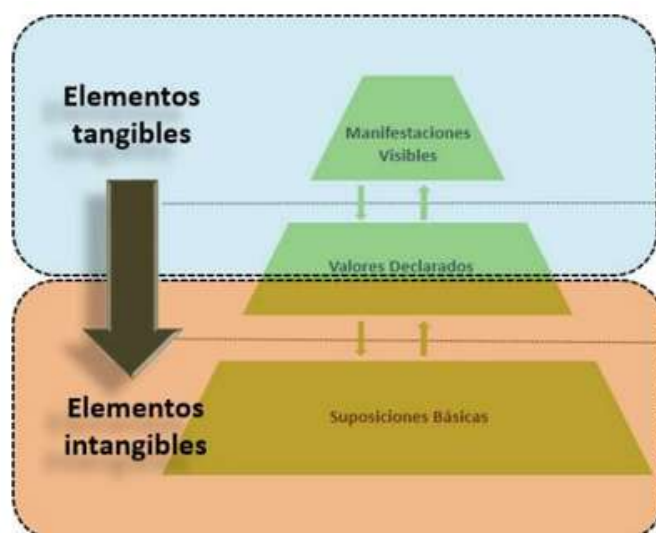 Elementos
tangibles
Manifestaciones
Visibles
Valores Declarados
Elementos
intangibles
Suposiciones Básicas